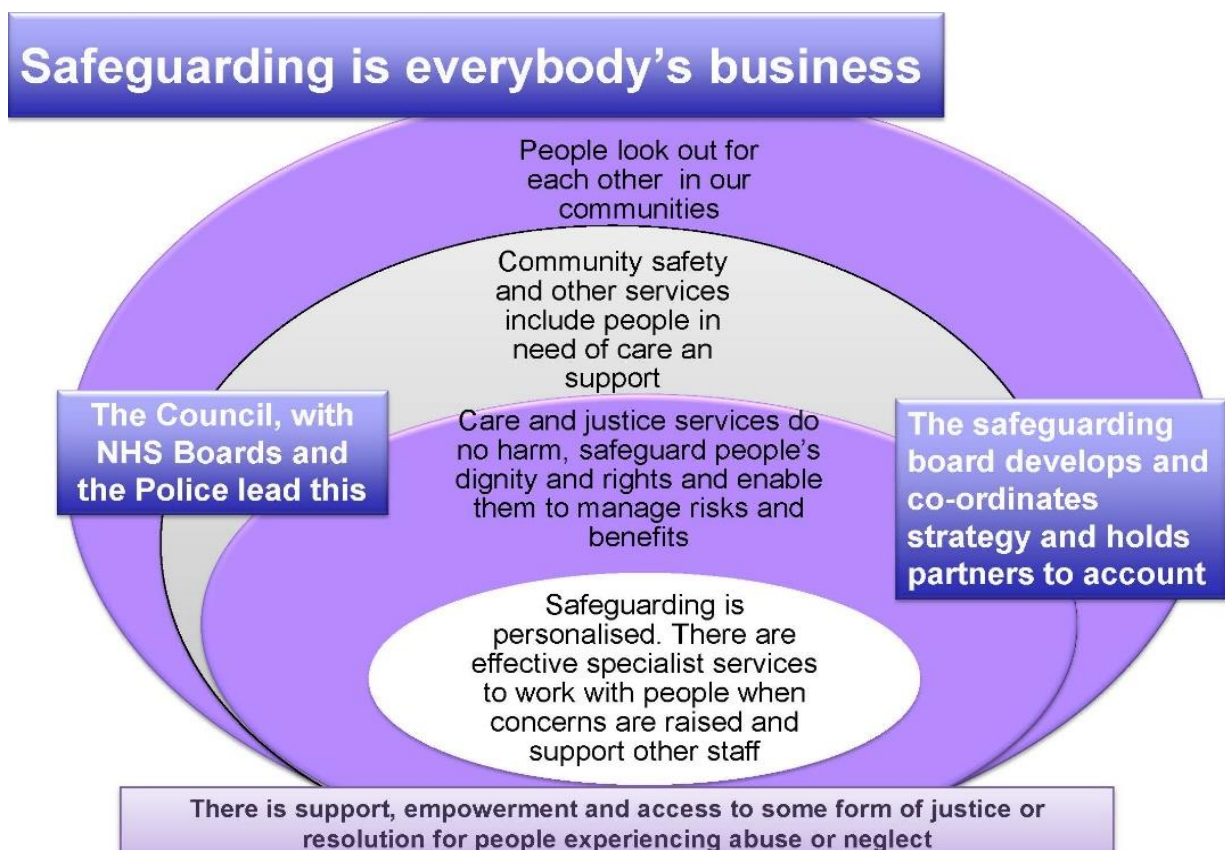 Safeguarding is everybody's business
People look out for
each other in our
communities
Community safety
and other services
include people in
need of care an
support
The Council, with
NHS Boards and
the Police lead this
Care and justice services do
no harm, safeguard people's
dignity and rights and enable
them to manage risks and
benefits
The safeguarding
board develops and
co-ordinates
strategy and holds
partners to account
Safeguarding is
personalised. There are
effective specialist services
to work with people when
concerns are raised and
support other staff
There is support, empowerment and access to some form of justice or
resolution for people experiencing abuse or neglect